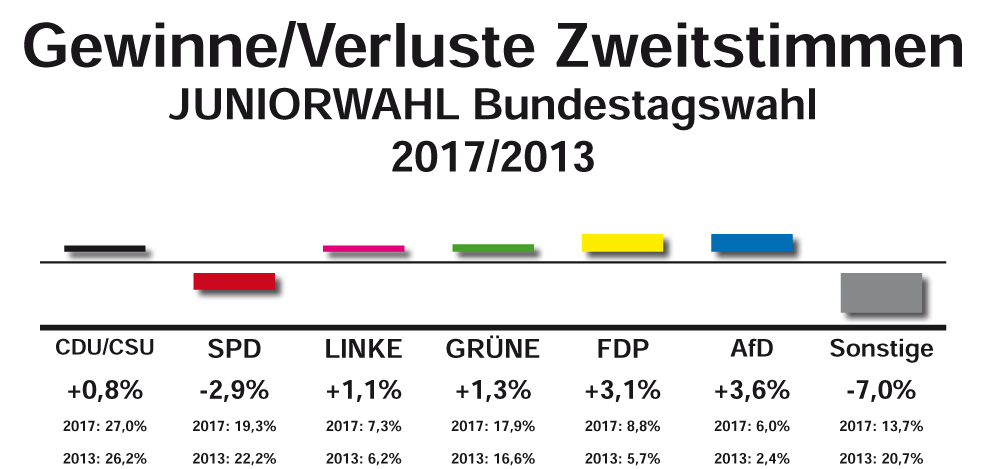 Gewinne/Verluste Zweitstimmen
JUNIORWAHL Bundestagswahl
2017/2013
CDU/CSU SPD LINKE GRÜNE FDP AfD Sonstige
+0,8% -2,9% +1,1% +1,3% +3,1% +3,6% -7,0%
2017: 27,0% 2017: 19,3% 2017: 7,3% 2017: 17,9% 2017: 8,8% 2017: 6,0% 2017: 13,7%
2013: 26,2% 2013: 22,2% 2013: 6,2% 2013: 16,6% 2013: 5,7% 2013: 2,4% 2013: 20,7%